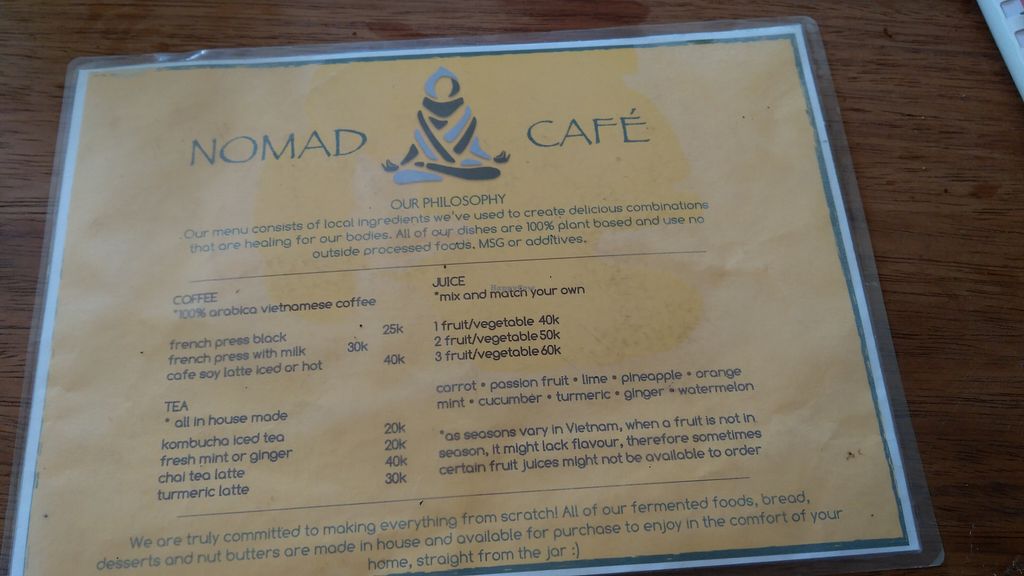 NOMAD CAFÉ
OUR PHILOSOPHY
Our menu consists of local ingredients we've used to create delicious combinations
that are healing for our bodies. All of our dishes are 100% plant based and use no
outside processed foods, MSG or additives.
COFFEE
*100% arabica vietnamese coffee
french press black 25k
french press with milk 30k
cafe soy latte iced or hot 40k
TEA
* all in house made
kombucha iced tea 20k
fresh mint or ginger 20k
chai tea latte 40k
turmeric latte 30k
JUICE
*mix and match your own
1 fruit/vegetable 40k
2 fruit/vegetable 50k
3 fruit/vegetable 60k
carrot • passion fruit • lime • pineapple • orange
mint • cucumber • turmeric • ginger • watermelon
*as seasons vary in Vietnam, when a fruit is not in
season, it might lack flavour, therefore sometimes
certain fruit juices might not be available to order
We are truly committed to making everything from scratch! All of our fermented foods, bread,
desserts and nut butters are made in house and available for purchase to enjoy in the comfort of your
home, straight from the jar :)